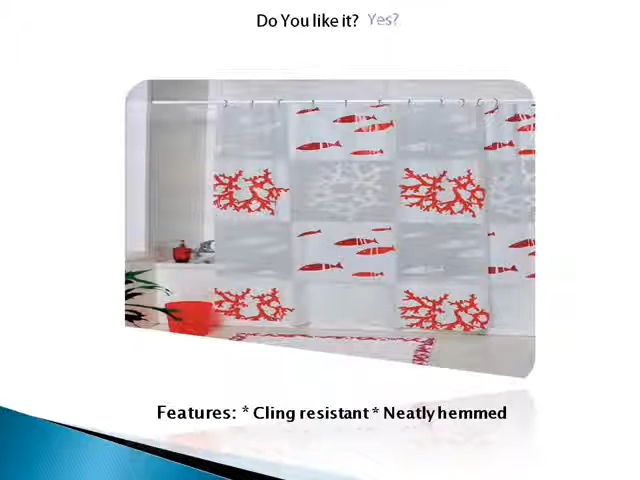 Do You like it? Yes?
Features: * Cling resistant * Neatly hemmed